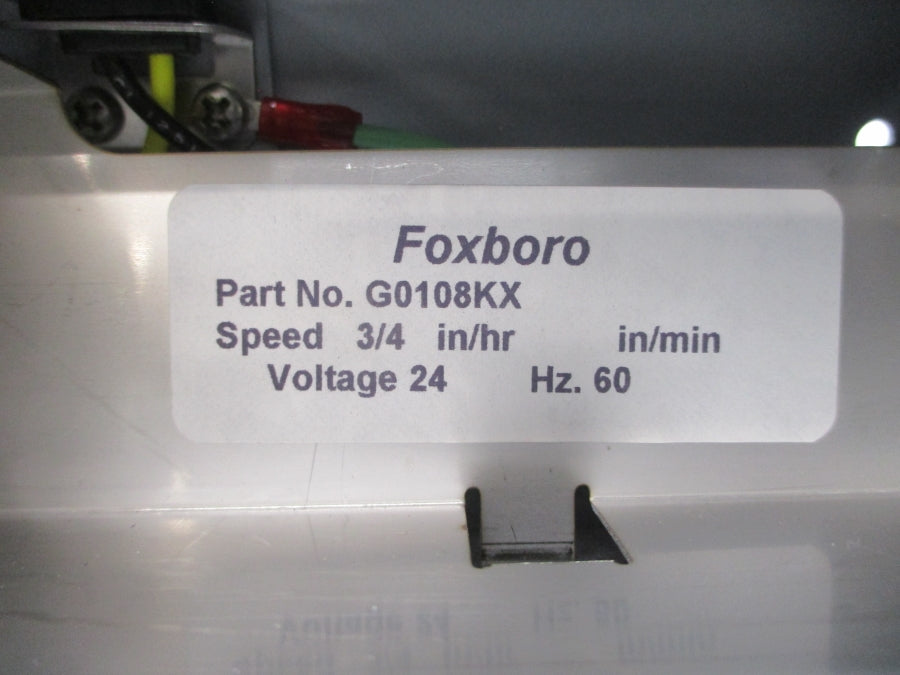 Foxboro
Part No. G0108KX
Speed 3/4 in/hr in/min
Voltage 24 Hz. 60